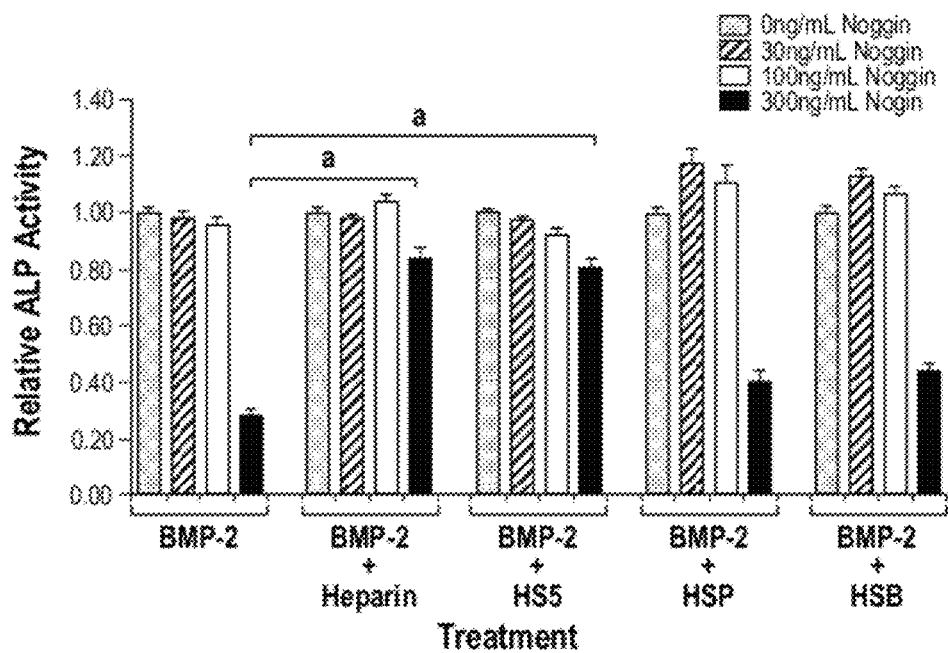 0ng/mL Noggin
30ng/mL Noggin
100ng/mL Noggin
300ng/mL Nogin
Relative ALP Activity
1.40
1.20
1.00
0.80
0.60
0.40
0.20
0.00
a
a
BMP-2
BMP-2
+
Heparin
BMP-2
+
HS5
BMP-2
+
HSP
BMP-2
+
HSB
Treatment